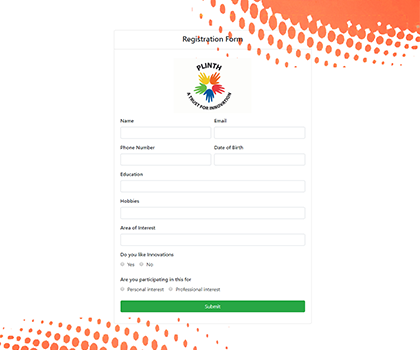 Registration Form
PLINTH
A TRUST FOR INNOVATION
Name Email
Phone Number Date of Birth
Education
Hobbies
Area of Interest
Do you like Innovations
Yes No
Are you participating in this for
Personal interest Professional interest
Submit